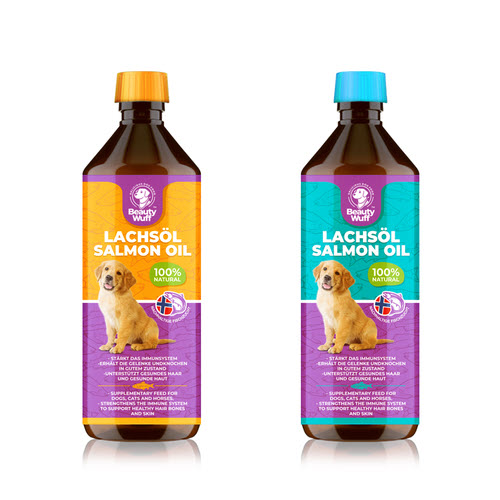 Beauty
Wuff
LACHSÖL
SALMON OIL
100%
NATURAL
• STÄRKT DAS IMMUNSYSTEM
•ERHÄLT DIE GELENKE UNDKNOCHEN
IN GUTEM ZUSTAND
•UNTERSTÜTZT GESUNDES HAAR
UND GESUNDE HAUT
• SUPPLEMENTARY FEED FOR
DOGS, CATS AND HORSES.
• STRENGTHENS THE IMMUNE SYSTEM
TO SUPPORT HEALTHY HAIR BONES
AND SKIN
Beauty
Wuff
LACHSÖL
SALMON OIL
100%
NATURAL
• STÄRKT DAS IMMUNSYSTEM
•ERHÄLT DIE GELENKE UNDKNOCHEN
IN GUTEM ZUSTAND
•UNTERSTÜTZT GESUNDES HAAR
UND GESUNDE HAUT
• SUPPLEMENTARY FEED FOR
DOGS, CATS AND HORSES.
• STRENGTHENS THE IMMUNE SYSTEM
TO SUPPORT HEALTHY HAIR BONES
AND SKIN